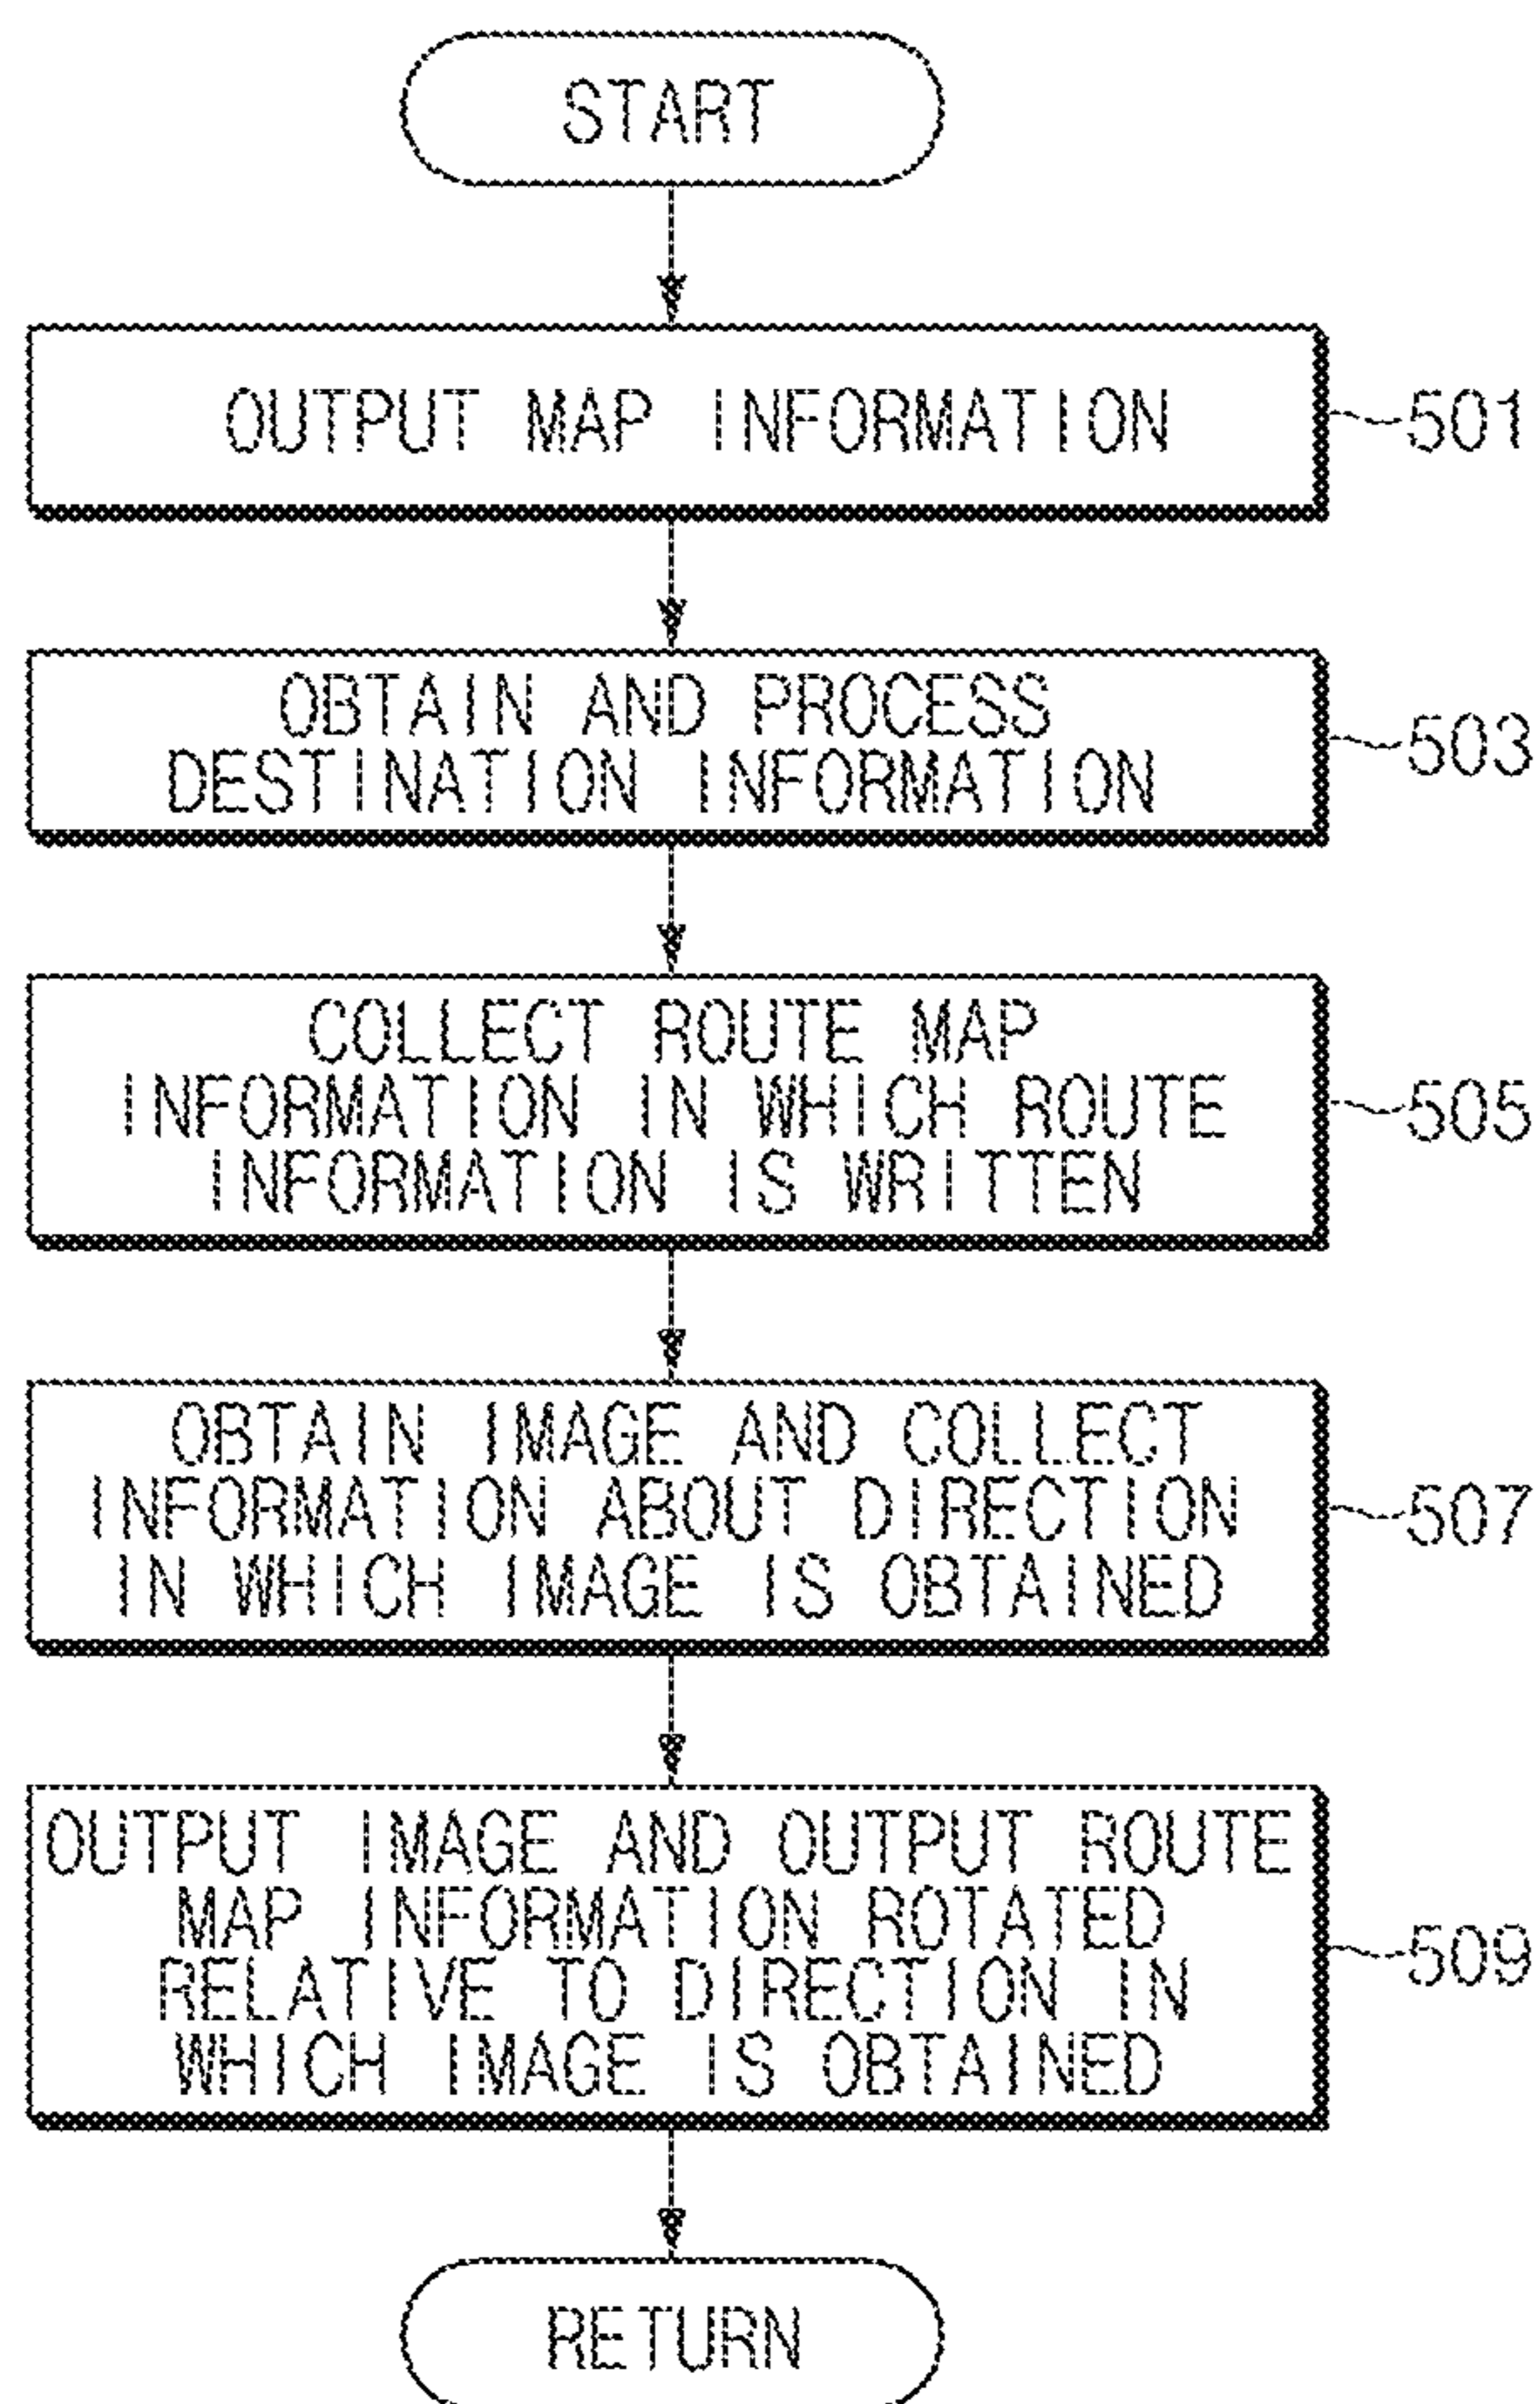 START
OUTPUT MAP INFORMATION
501
OBTAIN AND PROCESS
DESTINATION INFORMATION
503
COLLECT ROUTE MAP
INFORMATION IN WHICH ROUTE
INFORMATION IS WRITTEN
505
OBTAIN IMAGE AND COLLECT
INFORMATION ABOUT DIRECTION
IN WHICH IMAGE IS OBTAINED
507
OUTPUT IMAGE AND OUTPUT ROUTE
MAP INFORMATION ROTATED
RELATIVE TO DIRECTION IN
WHICH IMAGE IS OBTAINED
509
RETURN